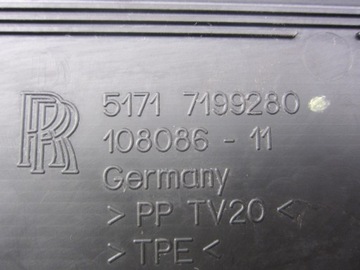 RR
5171 7199280
108086 - 11
Germany
> PP TV20 <
> TPE <